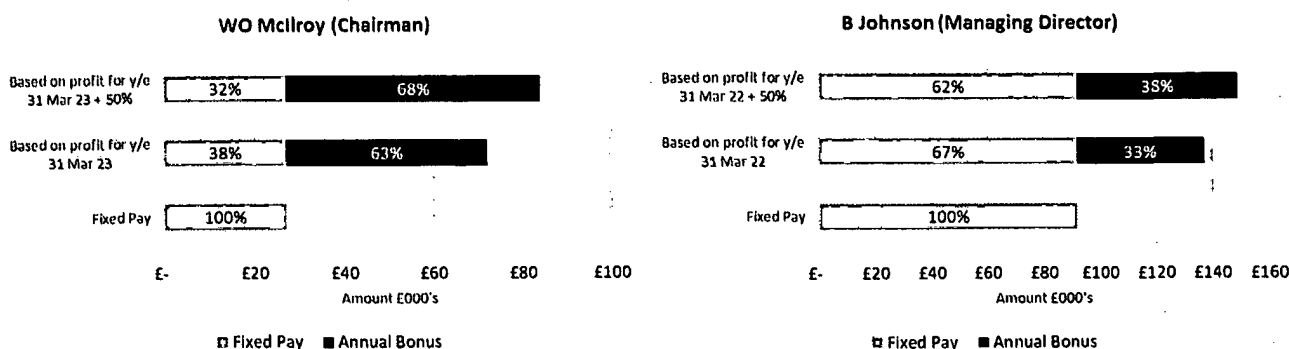 WO McIlroy (Chairman)
Based on profit for y/e
31 Mar 23 + 50%
32%
68%
Based on profit for y/e
31 Mar 23
38%
63%
Fixed Pay
100%
£-
£20
£40
£60
£80
£100
Amount £000's
Fixed Pay
Annual Bonus
B Johnson (Managing Director)
Based on profit for y/e
31 Mar 22 + 50%
62%
38%
Based on profit for y/e
31 Mar 22
67%
33%
Fixed Pay
100%
£-
£20
£40
£60
£80
£100
£120
£140
£160
Amount £000's
Fixed Pay
Annual Bonus